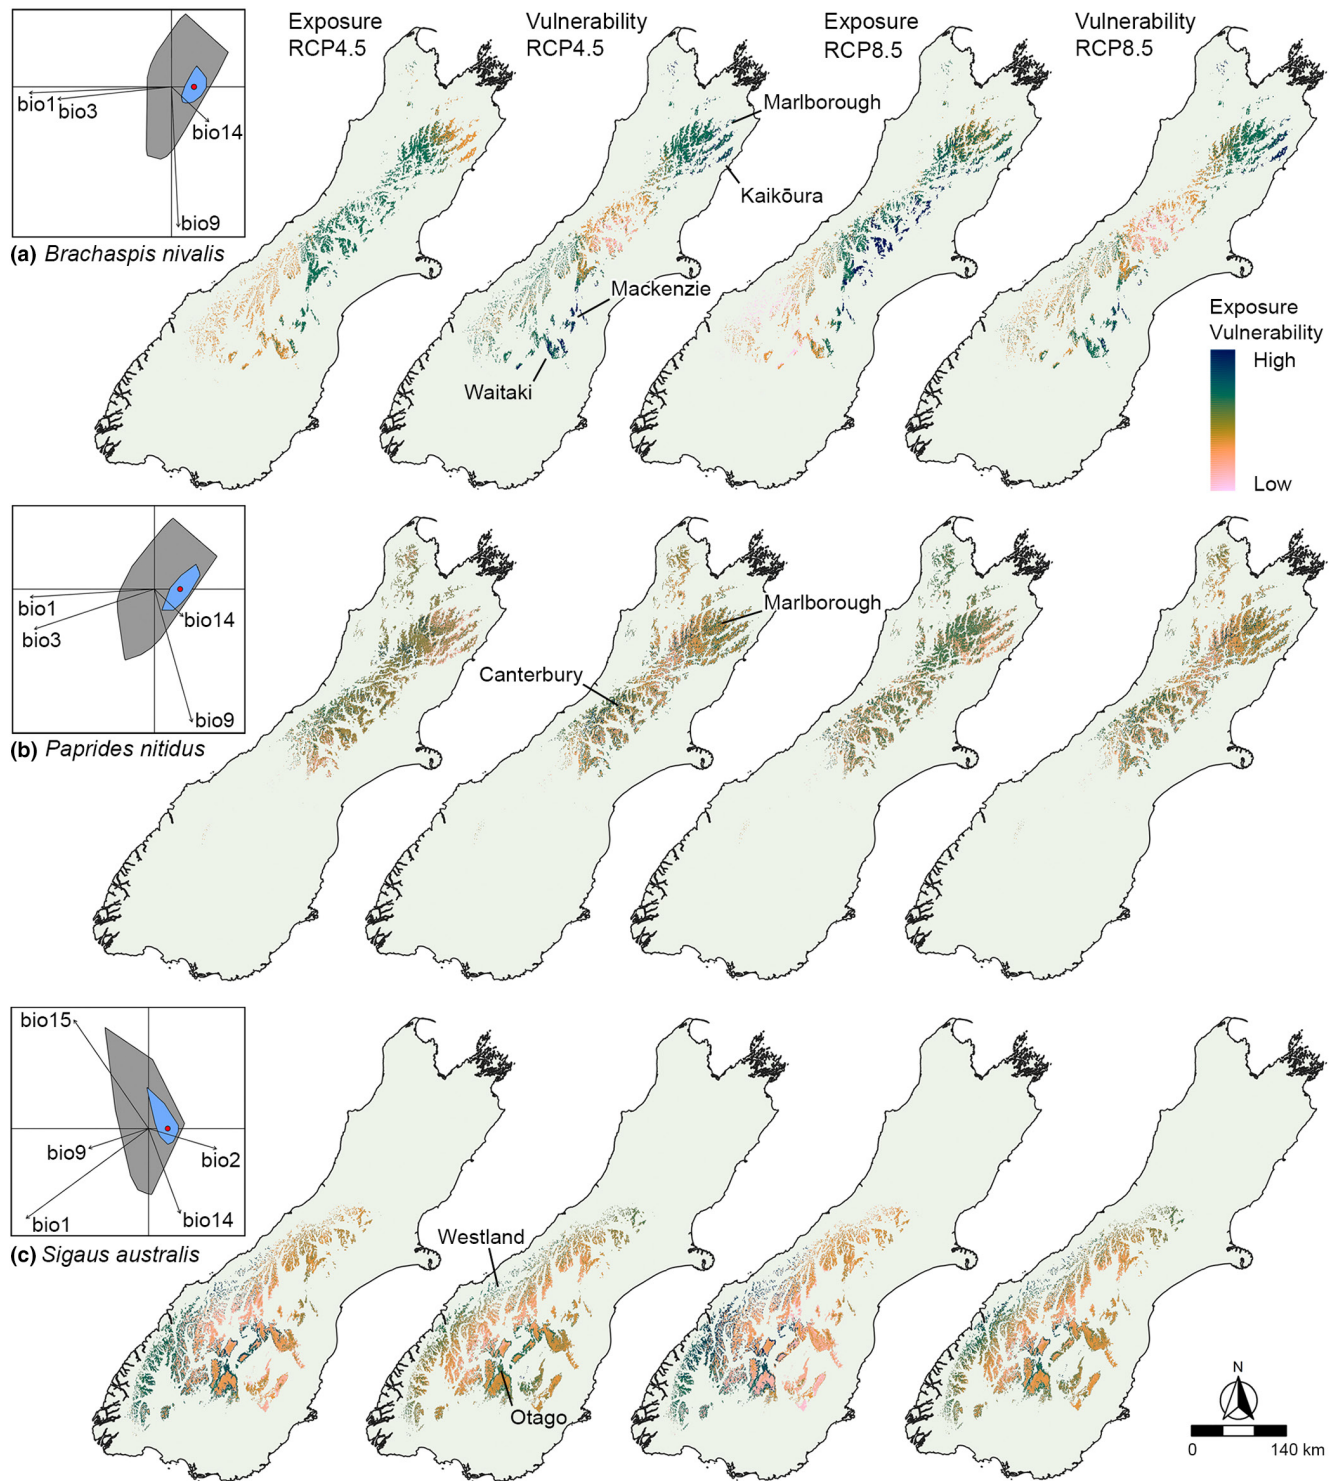 Exposure
RCP4.5
Vulnerability
RCP4.5
Exposure
RCP8.5
Vulnerability
RCP8.5
bio1
bio3
bio14
bio9
(a) Brachaspis nivalis
Marlborough
Kaikōura
Mackenzie
Waitaki
Exposure
Vulnerability
High
Low
bio1
bio3
bio14
bio9
(b) Paprides nitidus
Marlborough
Canterbury
bio15
bio9
bio2
bio1
bio14
(c) Sigaus australis
Westland
Otago
N
0 140 km